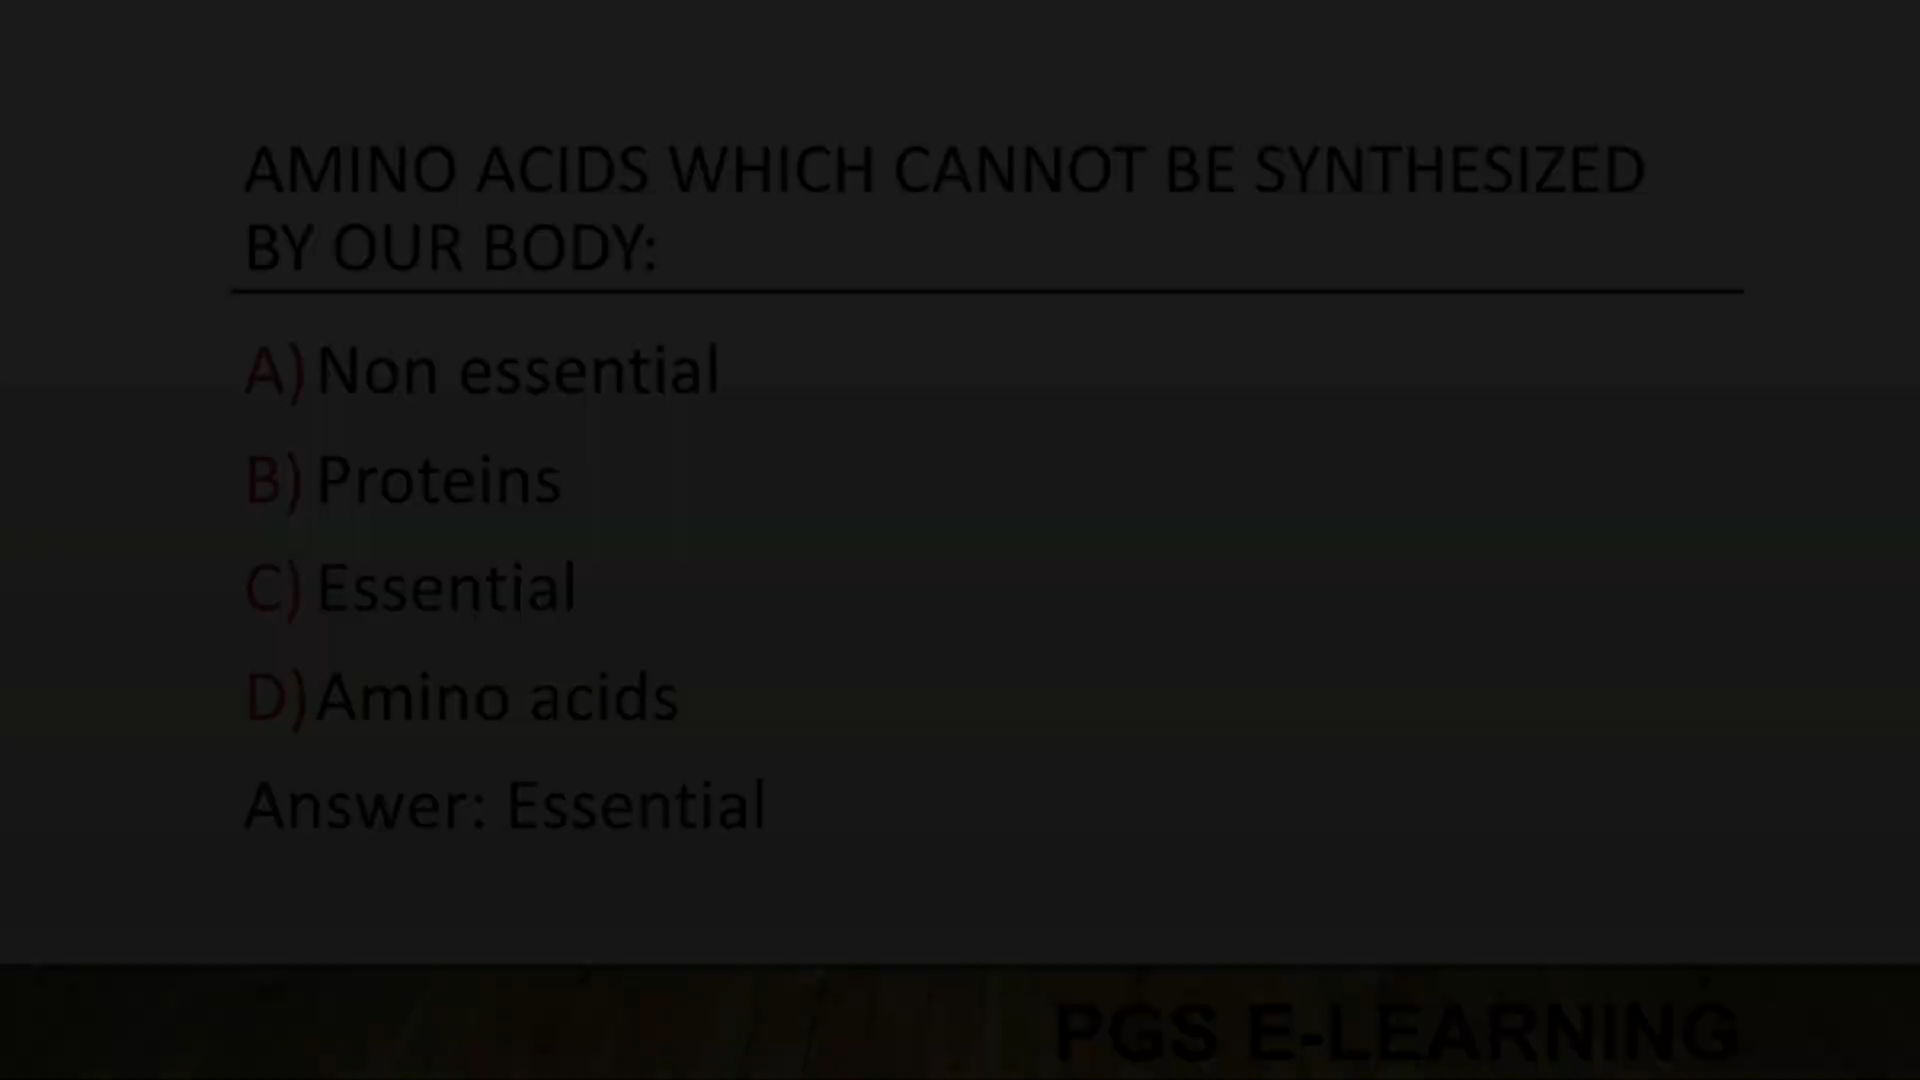 AMINO ACIDS WHICH CANNOT BE SYNTHESIZED
BY OUR BODY:
A) Non essential
B) Proteins
C) Essential
D) Amino acids
Answer: Essential
PGS E-LEARNING